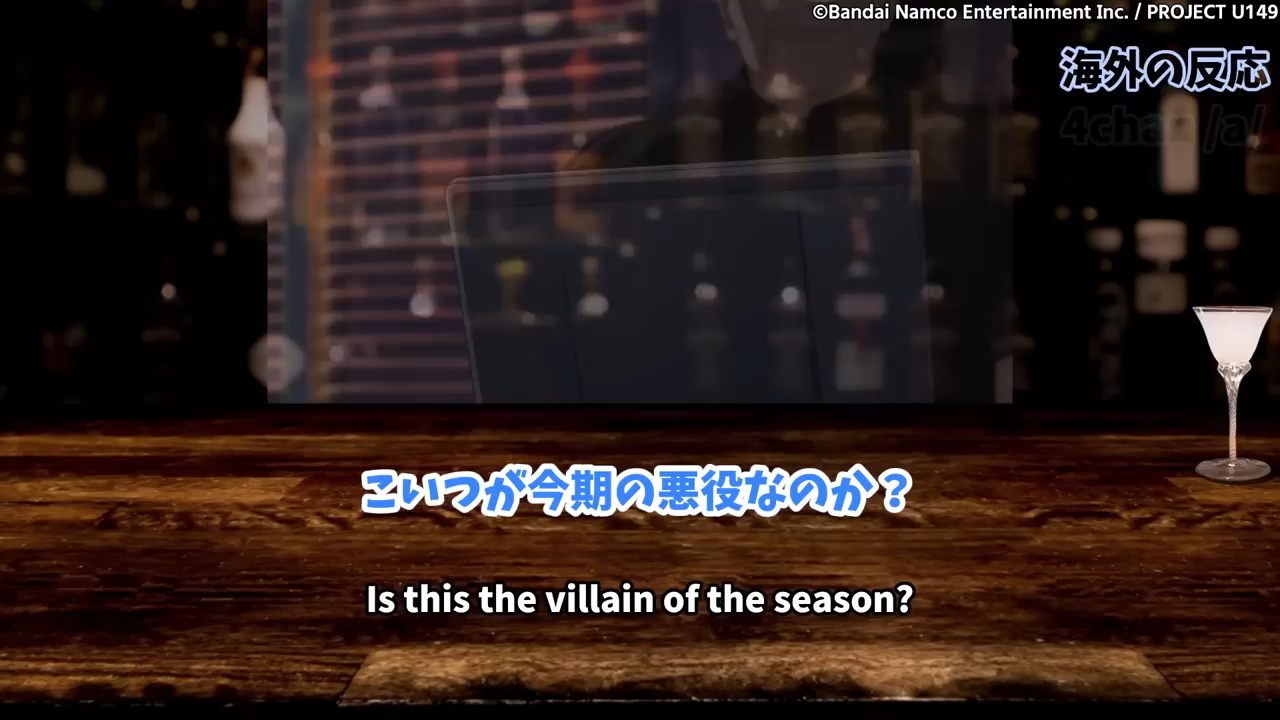 ©Bandai Namco Entertainment Inc. / PROJECT U149
海外の反応
4chan /a/
こいつが今期の悪役なのか？
Is this the villain of the season?